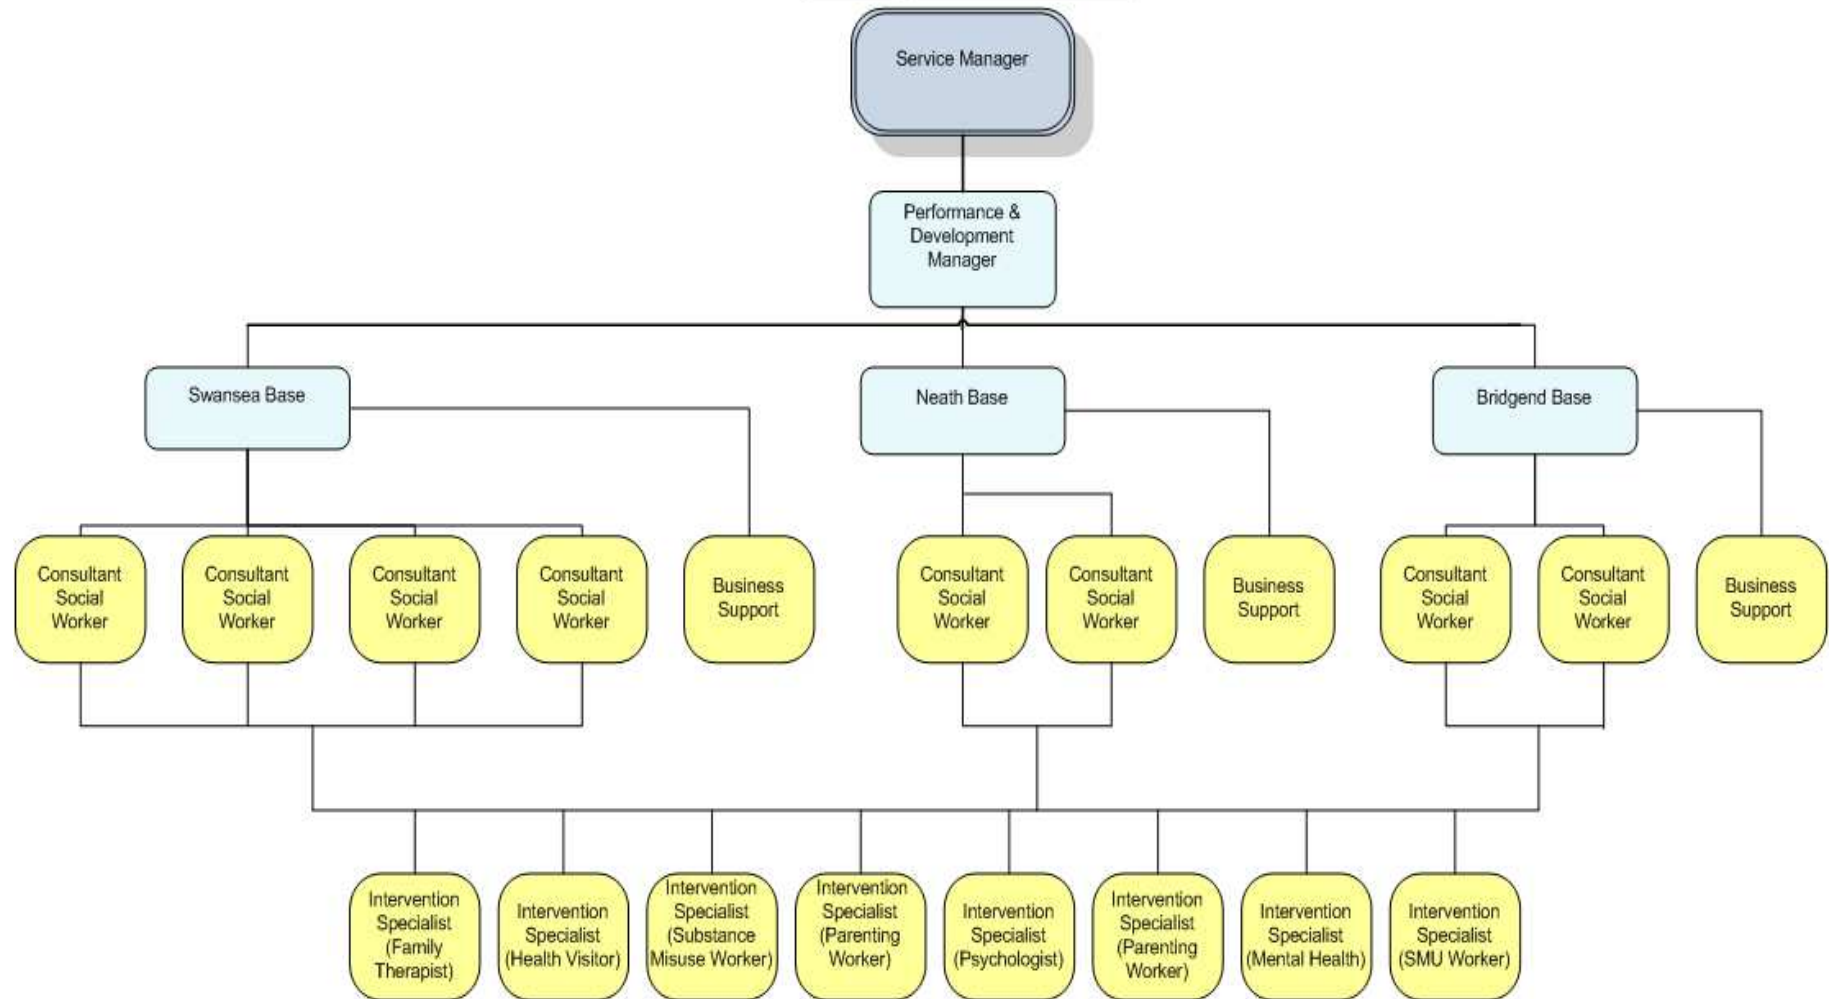 Service Manager
Performance &
Development
Manager
Swansea Base
Neath Base
Bridgend Base
Consultant
Social
Worker
Consultant
Social
Worker
Consultant
Social
Worker
Consultant
Social
Worker
Business
Support
Consultant
Social
Worker
Consultant
Social
Worker
Business
Support
Consultant
Social
Worker
Consultant
Social
Worker
Business
Support
Intervention
Specialist
(Family
Therapist)
Intervention
Specialist
(Health Visitor)
Intervention
Specialist
(Substance
Misuse Worker)
Intervention
Specialist
(Parenting
Worker)
Intervention
Specialist
(Psychologist)
Intervention
Specialist
(Parenting
Worker)
Intervention
Specialist
(Mental Health)
Intervention
Specialist
(SMU Worker)